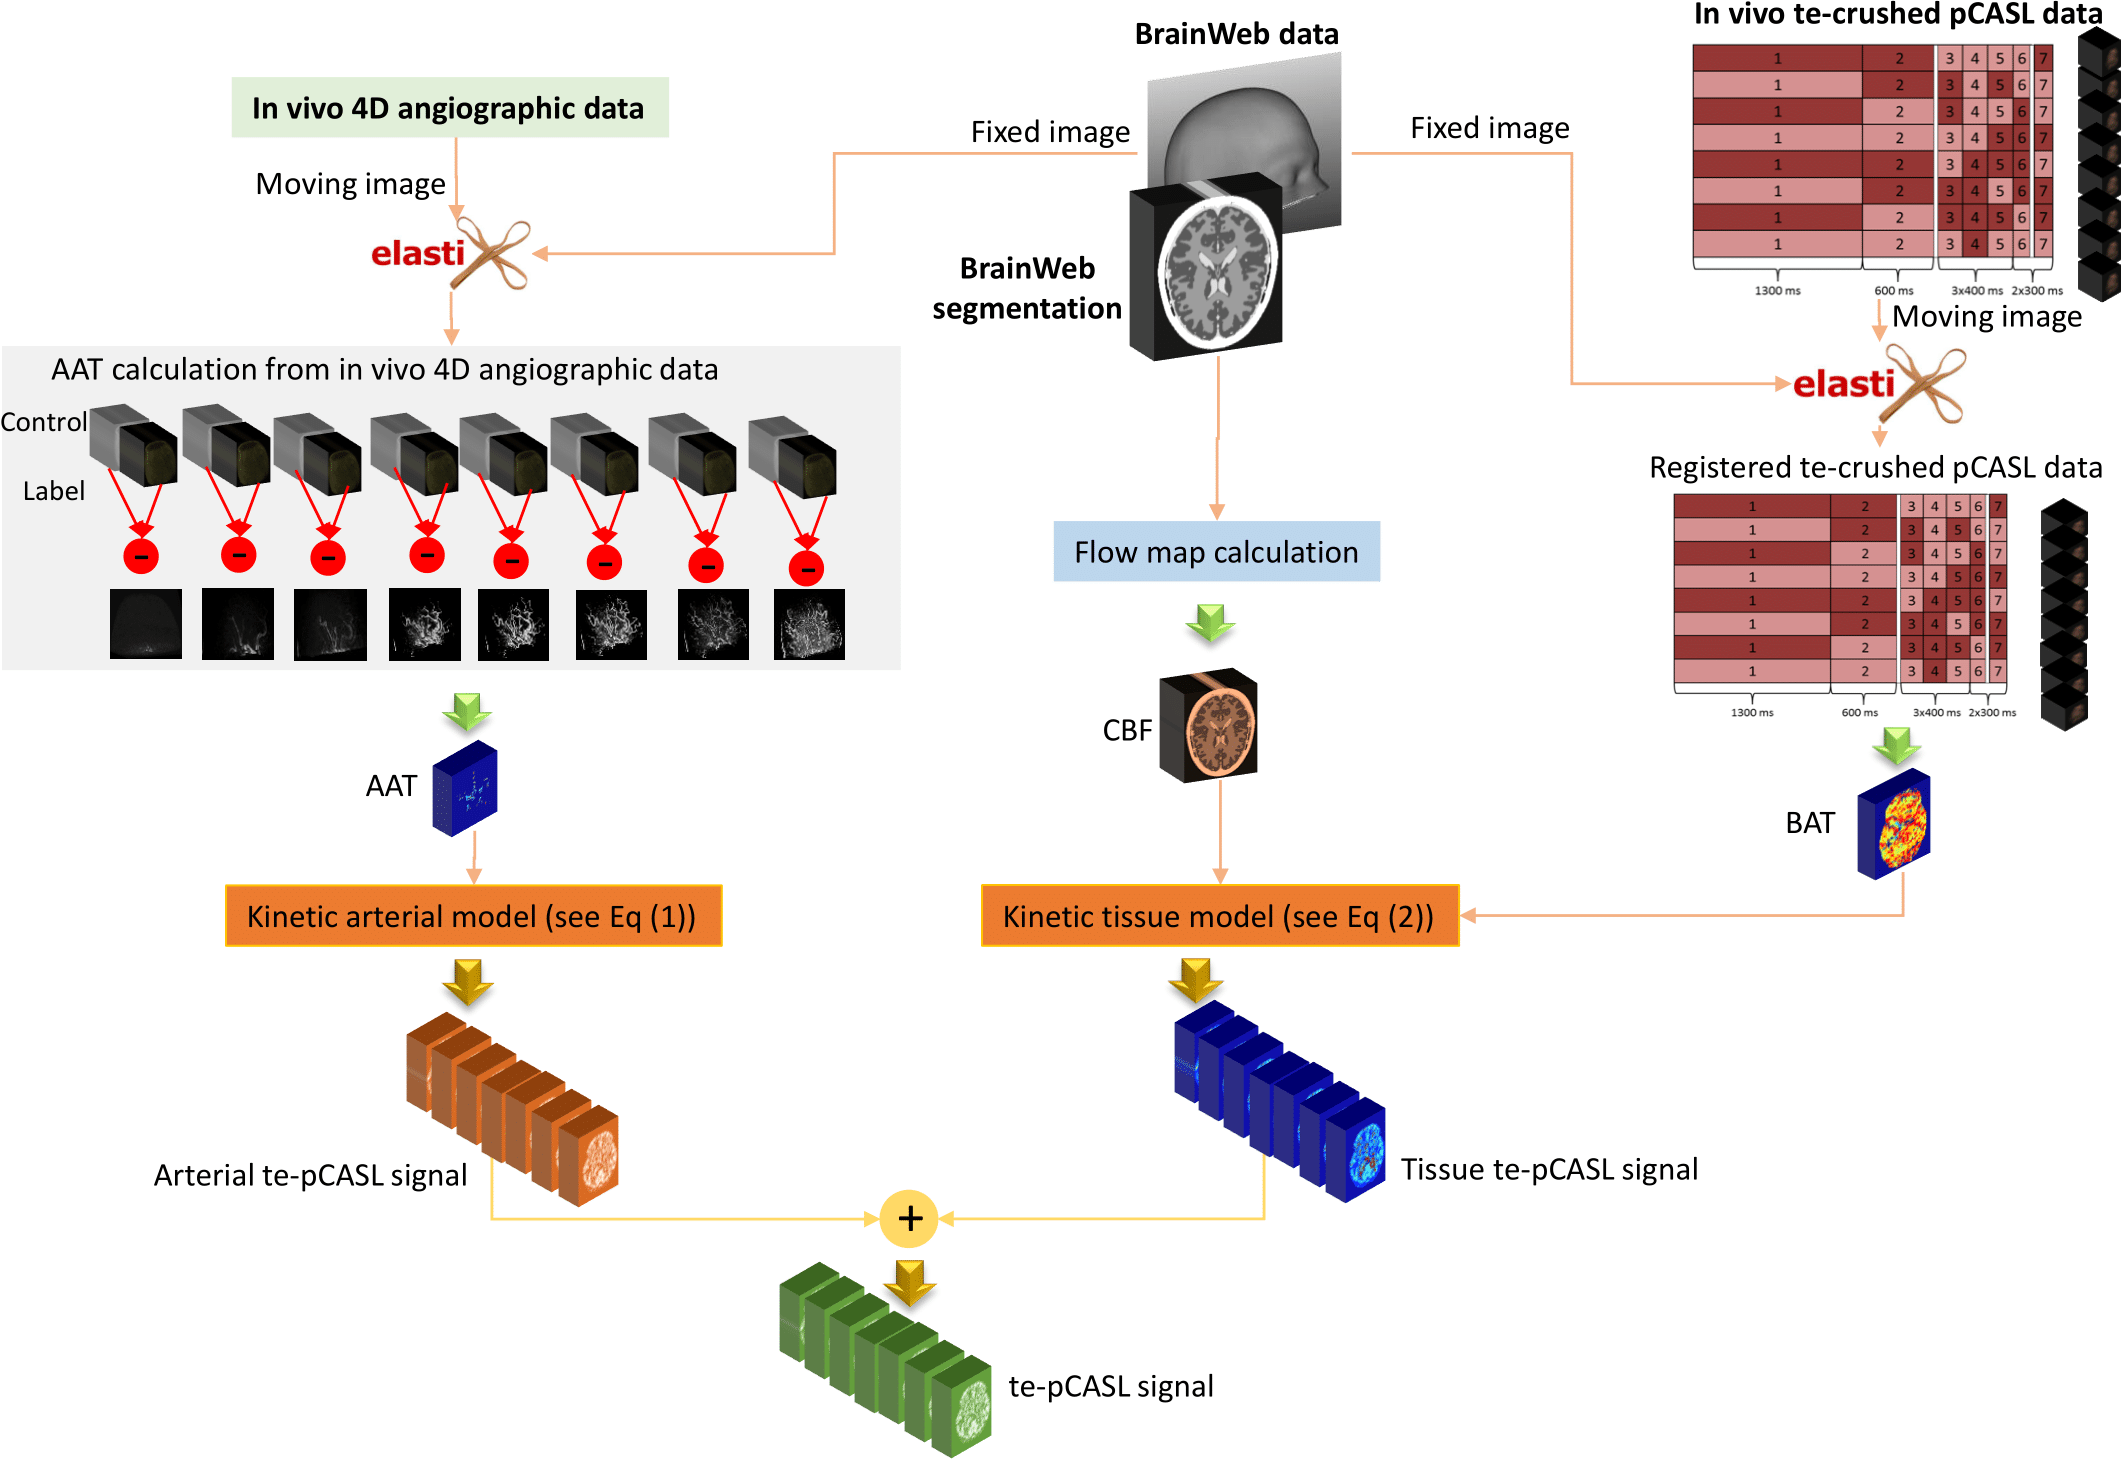 In vivo te-crushed pCASL data
BrainWeb data
In vivo 4D angiographic data
Fixed image
Fixed image
Moving image
elasti
BrainWeb
segmentation
1 2 3 4 5 6 7
1 2 3 4 5 6 7
1 2 3 4 5 6 7
1 2 3 4 5 6 7
1 2 3 4 5 6 7
1 2 3 4 5 6 7
1 2 3 4 5 6 7
1 2 3 4 5 6 7
1300 ms 600 ms 3x400 ms 2x300 ms
Moving image
elasti
AAT calculation from in vivo 4D angiographic data
Control
Label
- - - - - - - -
Registered te-crushed pCASL data
1 2 3 4 5 6 7
1 2 3 4 5 6 7
1 2 3 4 5 6 7
1 2 3 4 5 6 7
1 2 3 4 5 6 7
1 2 3 4 5 6 7
1 2 3 4 5 6 7
1 2 3 4 5 6 7
1300 ms 600 ms 3x400 ms 2x300 ms
Flow map calculation
CBF
AAT
BAT
Kinetic arterial model (see Eq (1))
Kinetic tissue model (see Eq (2))
Arterial te-pCASL signal
Tissue te-pCASL signal
+
te-pCASL signal